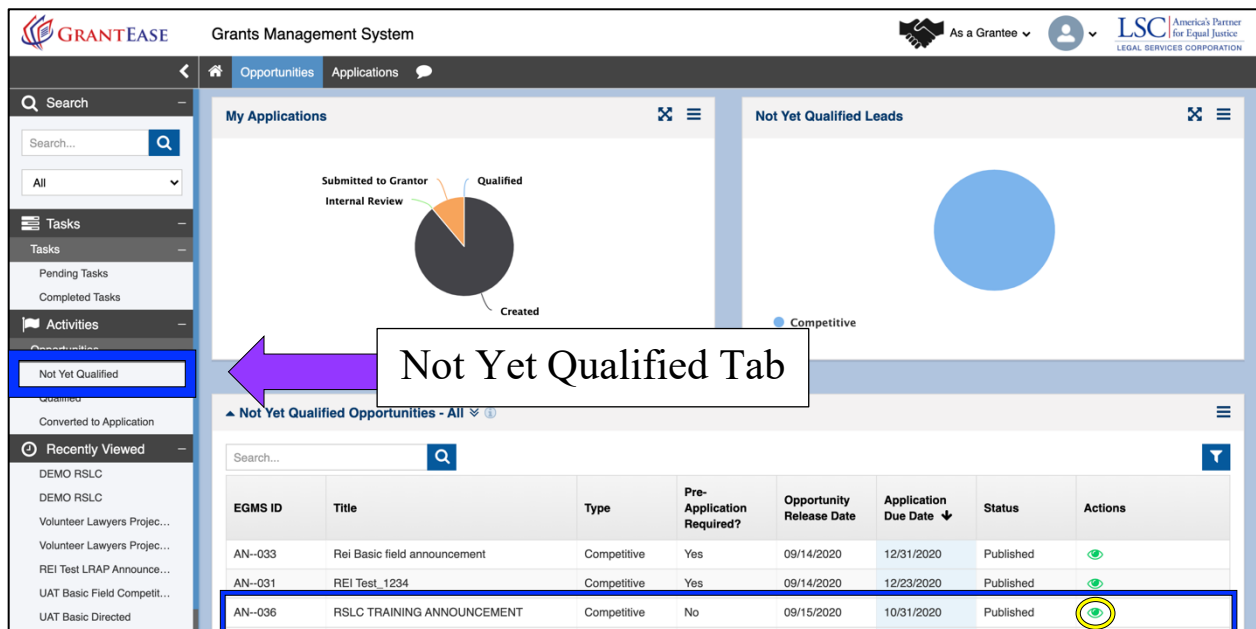 GRANTEASE
Grants Management System
As a Grantee
LSC
America's Partner
for Equal Justice
LEGAL SERVICES CORPORATION
Opportunities Applications
Search
Search...
All
Tasks
Tasks
Pending Tasks
Completed Tasks
Activities
Opportunities
Not Yet Qualified
Qualified
Converted to Application
Recently Viewed
DEMO RSLC
DEMO RSLC
Volunteer Lawyers Projec...
Volunteer Lawyers Projec...
REI Test LRAP Announce...
UAT Basic Field Competit...
UAT Basic Directed
My Applications
Submitted to Grantor
Qualified
Internal Review
Created
Not Yet Qualified Leads
Competitive
Not Yet Qualified Tab
Not Yet Qualified Opportunities - All
Search...
EGMS ID Title Type Pre-Application Required? Opportunity Release Date Application Due Date Status Actions
AN--033 Rei Basic field announcement Competitive Yes 09/14/2020 12/31/2020 Published
AN--031 REI Test_1234 Competitive Yes 09/14/2020 12/23/2020 Published
AN--036 RSLC TRAINING ANNOUNCEMENT Competitive No 09/15/2020 10/31/2020 Published